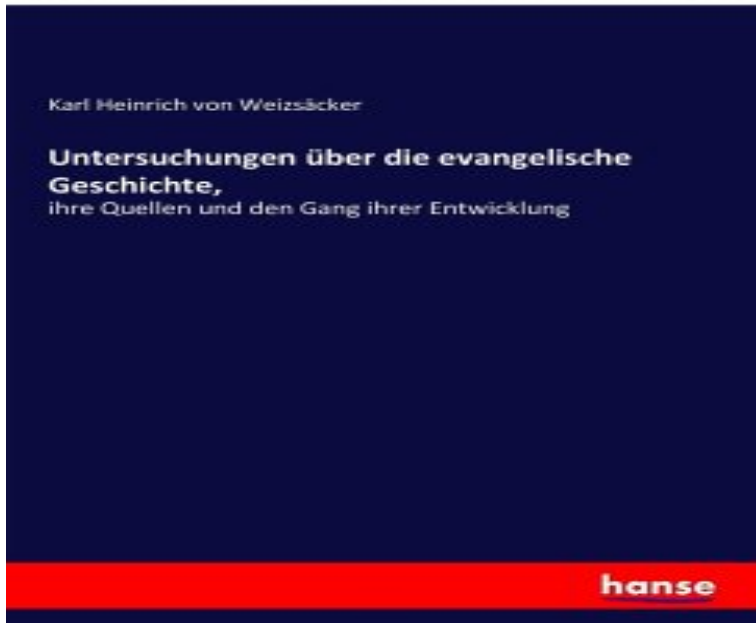 Karl Heinrich von Weizsäcker
Untersuchungen über die evangelische
Geschichte,
ihre Quellen und den Gang ihrer Entwicklung
hanse